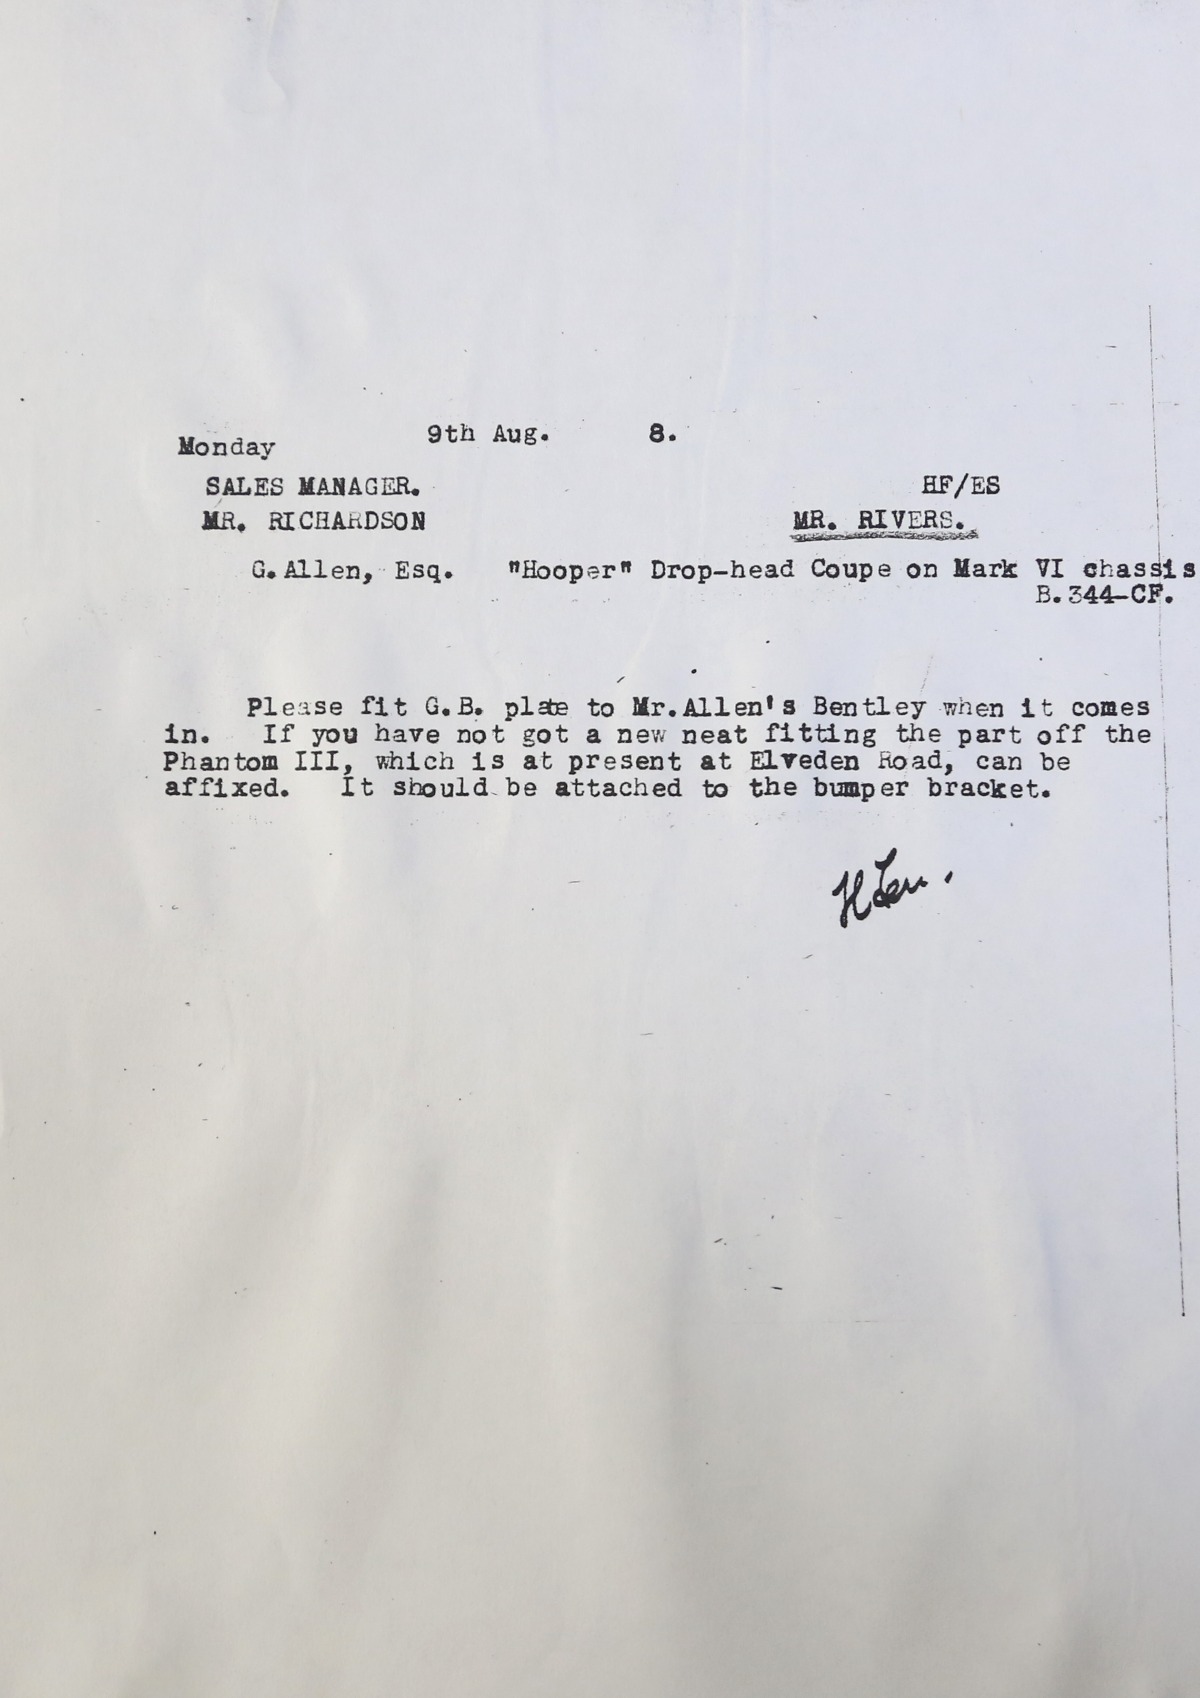 Monday 9th Aug. 8.
SALES MANAGER. HF/ES
MR. RICHARDSON MR. RIVERS.
G. Allen, Esq. "Hooper" Drop-head Coupe on Mark VI chassis
B.344-CF.
Please fit G.B. plate to Mr.Allen's Bentley when it comes
in. If you have not got a new neat fitting the part off the
Phantom III, which is at present at Elveden Road, can be
affixed. It should be attached to the bumper bracket.